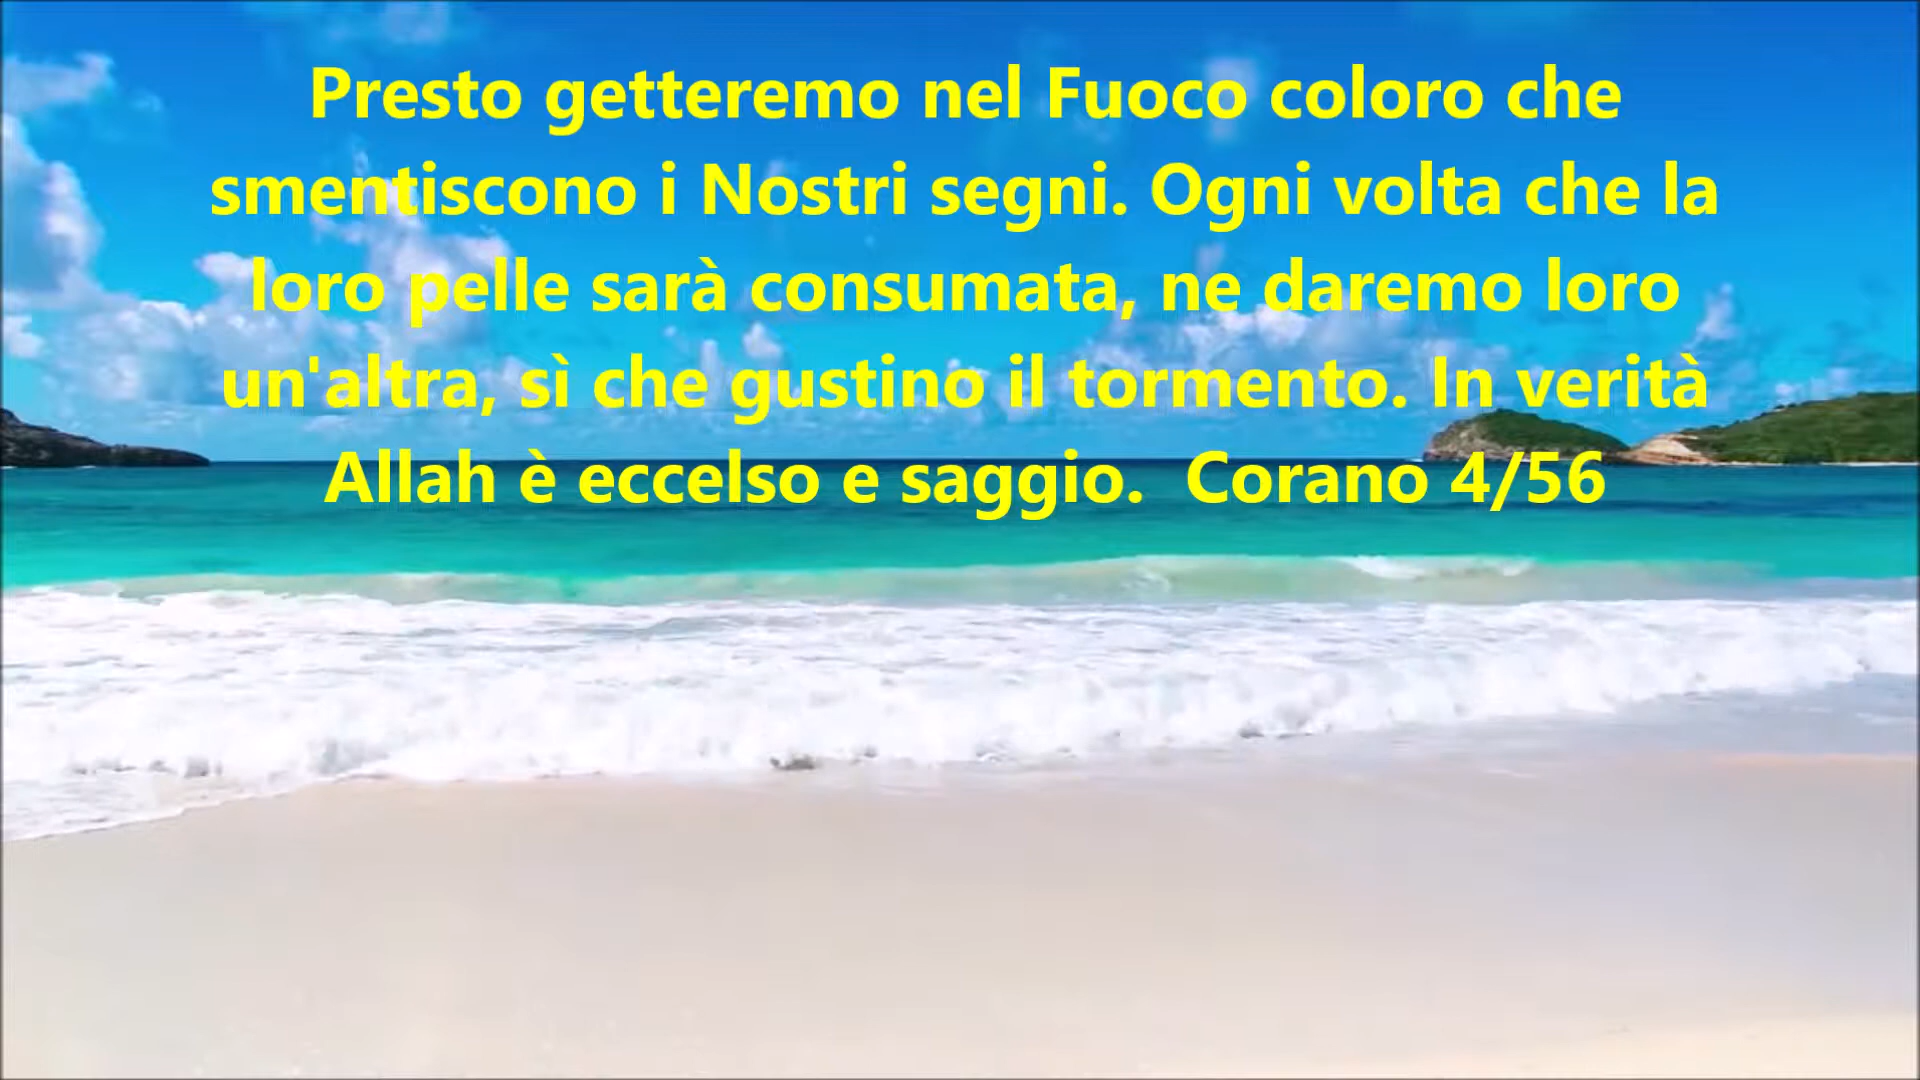 Presto getteremo nel Fuoco coloro che
smentiscono i Nostri segni. Ogni volta che la
loro pelle sarà consumata, ne daremo loro
un'altra, sì che gustino il tormento. In verità
Allah è eccelso e saggio.  Corano 4/56